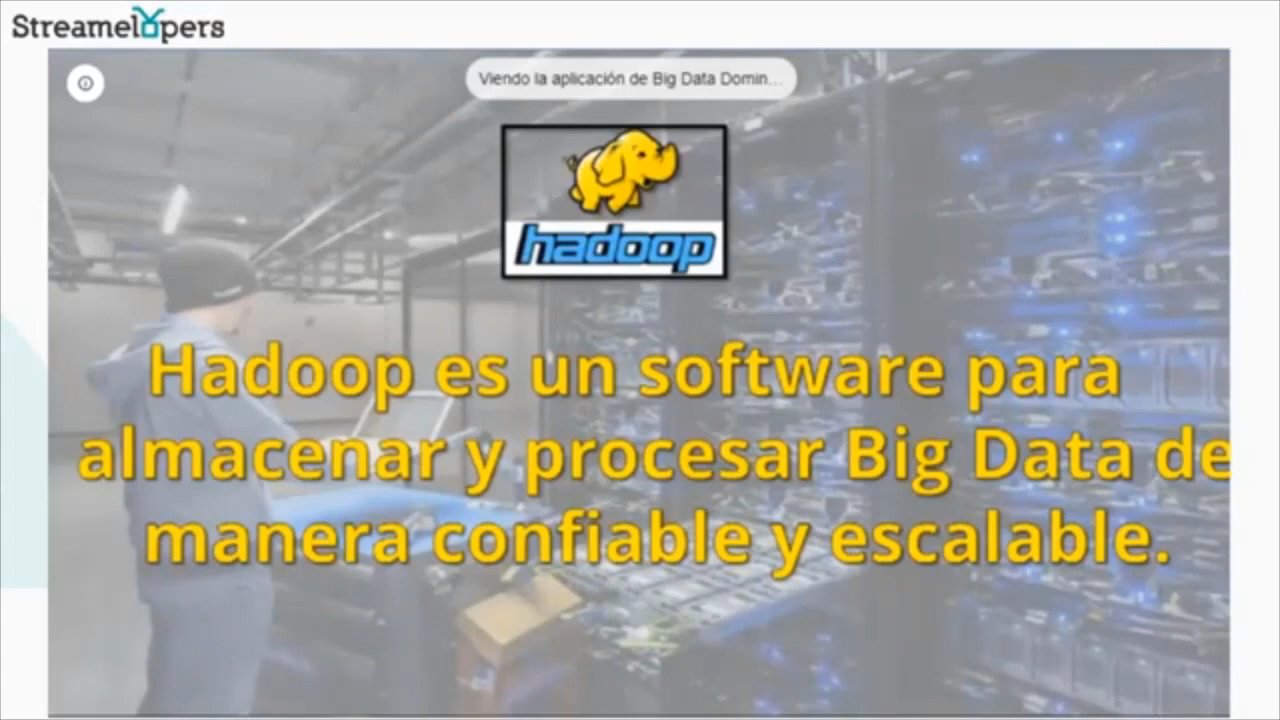 Streamelopers
Viendo la aplicación de Big Data Domin...
hadoop
Hadoop es un software para
almacenar y procesar Big Data de
manera confiable y escalable.